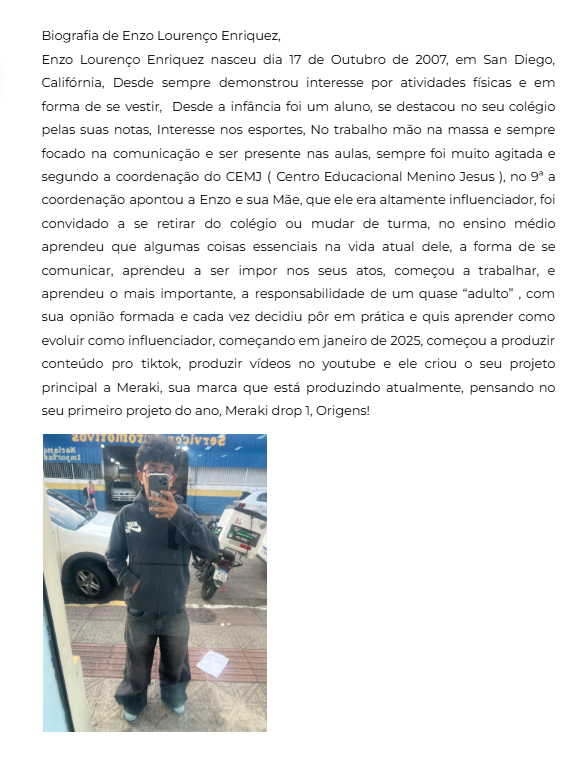 Biografia de Enzo Lourenço Enriquez,
Enzo Lourenço Enriquez nasceu dia 17 de Outubro de 2007, em San Diego,
Califórnia, Desde sempre demonstrou interesse por atividades físicas e em
forma de se vestir, Desde a infância foi um aluno, se destacou no seu colégio
pelas suas notas, Interesse nos esportes, No trabalho mão na massa e sempre
focado na comunicação e ser presente nas aulas, sempre foi muito agitada e
segundo a coordenação do CEMJ ( Centro Educacional Menino Jesus ), no 9ª a
coordenação apontou a Enzo e sua Mãe, que ele era altamente influenciador, foi
convidado a se retirar do colégio ou mudar de turma, no ensino médio
aprendeu que algumas coisas essenciais na vida atual dele, a forma de se
comunicar, aprendeu a ser impor nos seus atos, começou a trabalhar, e
aprendeu o mais importante, a responsabilidade de um quase “adulto” , com
sua opnião formada e cada vez decidiu pôr em prática e quis aprender como
evoluir como influenciador, começando em janeiro de 2025, começou a produzir
conteúdo pro tiktok, produzir vídeos no youtube e ele criou o seu projeto
principal a Meraki, sua marca que está produzindo atualmente, pensando no
seu primeiro projeto do ano, Meraki drop 1, Origens!
Serviços Automotivos